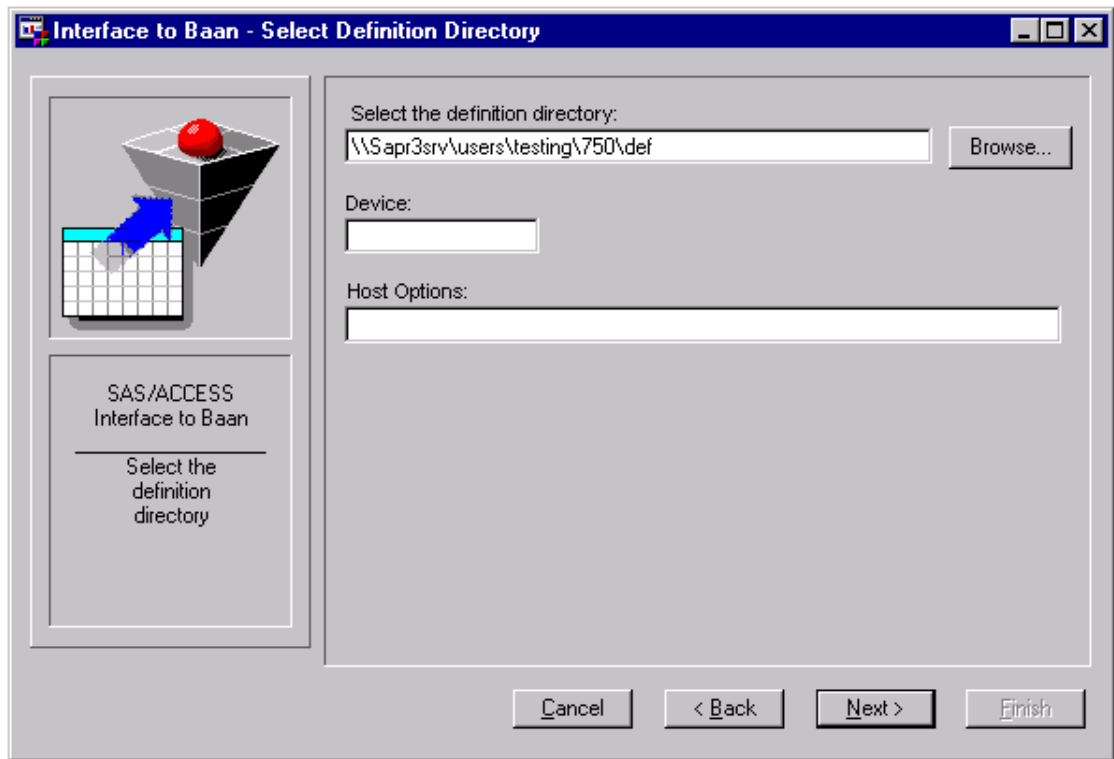 Interface to Baan - Select Definition Directory
Select the definition directory:
\\Sapr3srv\users\testing\750\def
Browse...
Device:
Host Options:
SAS/ACCESS
Interface to Baan
Select the
definition
directory
Cancel
< Back
Next >
Finish